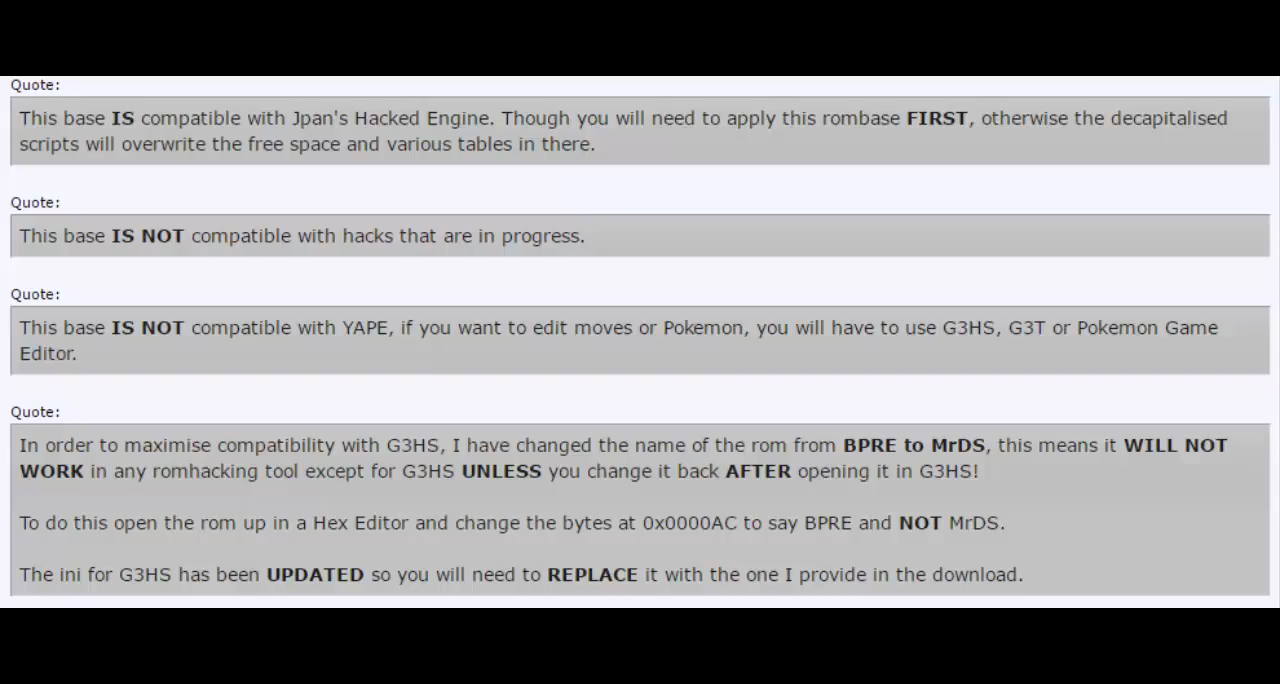 Quote:
This base IS compatible with Jpan's Hacked Engine. Though you will need to apply this rombase FIRST, otherwise the decapitalised
scripts will overwrite the free space and various tables in there.
Quote:
This base IS NOT compatible with hacks that are in progress.
Quote:
This base IS NOT compatible with YAPE, if you want to edit moves or Pokemon, you will have to use G3HS, G3T or Pokemon Game
Editor.
Quote:
In order to maximise compatibility with G3HS, I have changed the name of the rom from BPRE to MrDS, this means it WILL NOT
WORK in any romhacking tool except for G3HS UNLESS you change it back AFTER opening it in G3HS!
To do this open the rom up in a Hex Editor and change the bytes at 0x0000AC to say BPRE and NOT MrDS.
The ini for G3HS has been UPDATED so you will need to REPLACE it with the one I provide in the download.